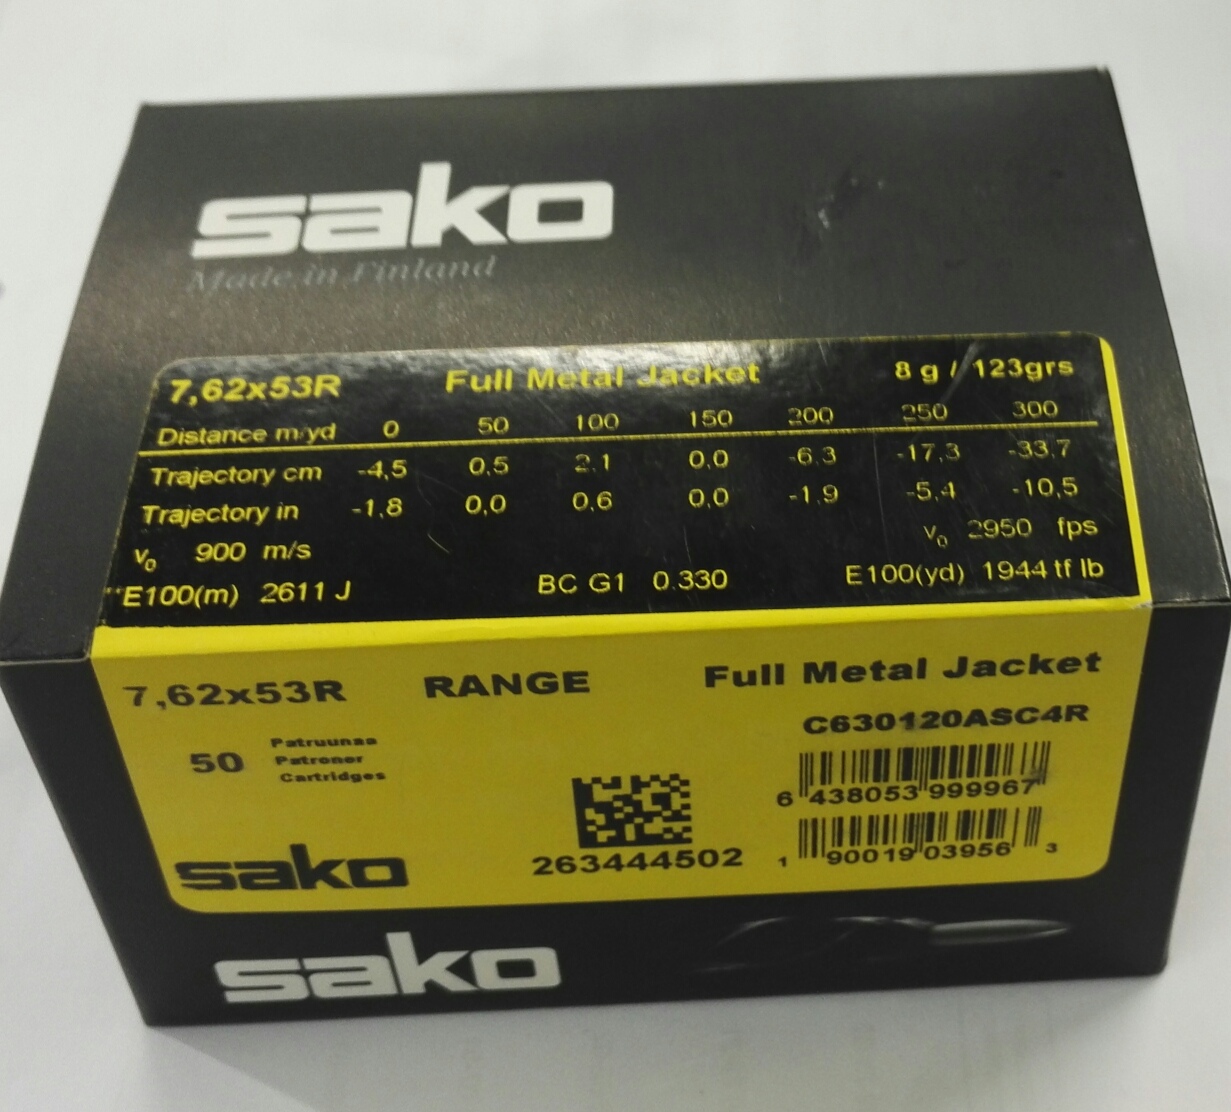 sako
Made in Finland
7,62x53R Full Metal Jacket 8 g / 123grs
Distance m/yd 0 50 100 150 200 250 300
Trajectory cm -4,5 0,5 2,1 0,0 -6,3 -17,3 -33,7
Trajectory in -1,8 0,0 0,6 0,0 -1,9 -5,4 -10,5
v0 900 m/s v0 2950 fps
E100(m) 2611 J BC G1 0.330 E100(yd) 1944 tf lb
7,62x53R RANGE Full Metal Jacket
C630120ASC4R
50 Patruunaa
Patroner
Cartridges
6 438053 999967
263444502
1 90019 03956 3
sako
sako